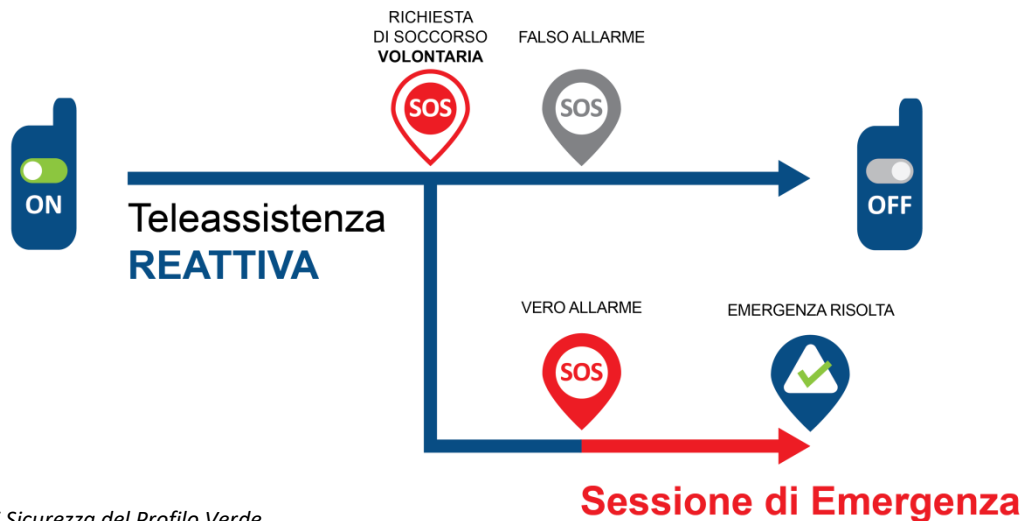 RICHIESTA
DI SOCCORSO
VOLONTARIA
FALSO ALLARME
SOS
SOS
ON
OFF
Teleassistenza
REATTIVA
VERO ALLARME
EMERGENZA RISOLTA
SOS
Sessione di Emergenza
Sicurezza del Profilo Verde